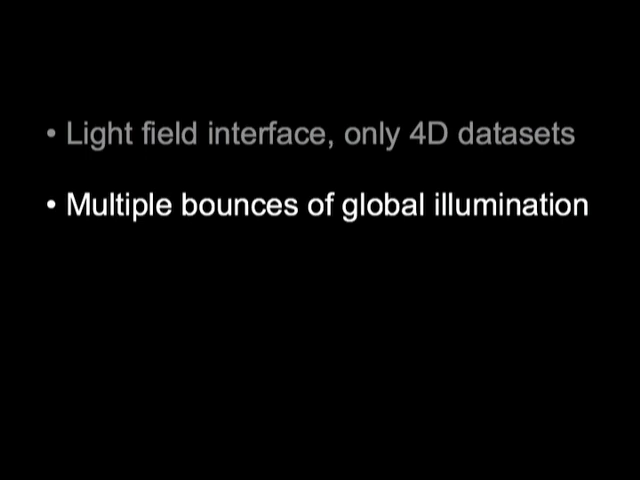 • Light field interface, only 4D datasets
• Multiple bounces of global illumination